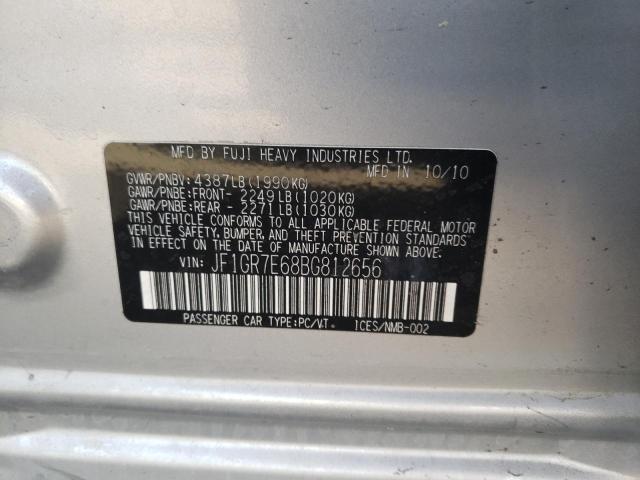 MFD BY FUJI HEAVY INDUSTRIES LTD.
MFD IN 10/10
GVWR/PNBV: 4387LB(1990KG)
GAWR/PNBE:FRONT- 2249LB(1020KG)
GAWR/PNBE:REAR - 2271LB(1030KG)
THIS VEHICLE CONFORMS TO ALL APPLICABLE FEDERAL MOTOR
VEHICLE SAFETY, BUMPER, AND THEFT PREVENTION STANDARDS
IN EFFECT ON THE DATE OF MANUFACTURE SHOWN ABOVE.
VIN: JF1GR7E68BG812656
PASSENGER CAR TYPE:PC/V.T. ICES/NMB-002